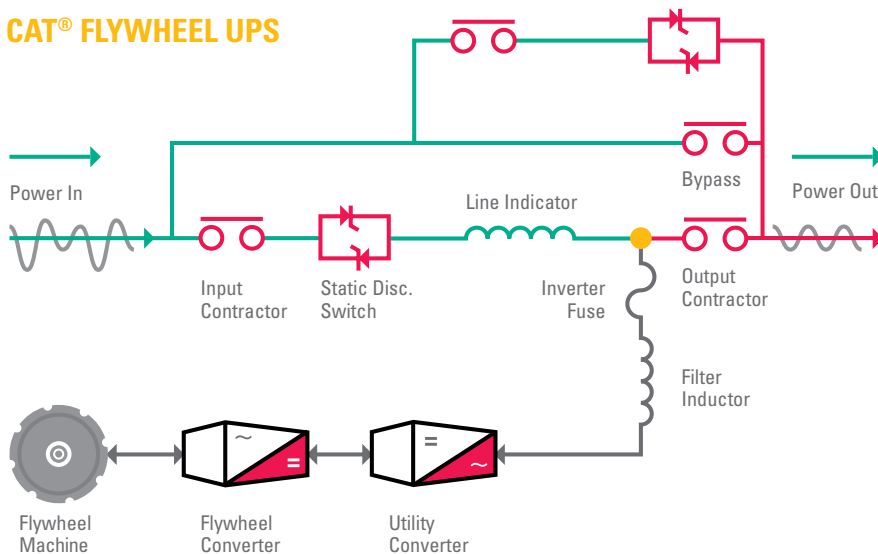 CAT® FLYWHEEL UPS
Power In
Bypass
Power Out
Line Indicator
Input
Contractor
Static Disc.
Switch
Inverter
Fuse
Output
Contractor
Filter
Inductor
Flywheel
Machine
Flywheel
Converter
Utility
Converter